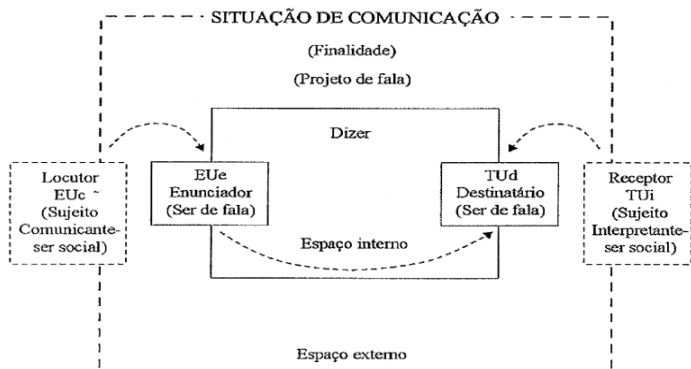 SITUAÇÃO DE COMUNICAÇÃO
(Finalidade)
(Projeto de fala)
Dizer
Locutor
EUc ~
(Sujeito
Comunicante-
ser social)
EUe
Enunciador
(Ser de fala)
TUd
Destinatário
(Ser de fala)
Receptor
TUi
(Sujeito
Interpretante-
ser social)
Espaço interno
Espaço externo